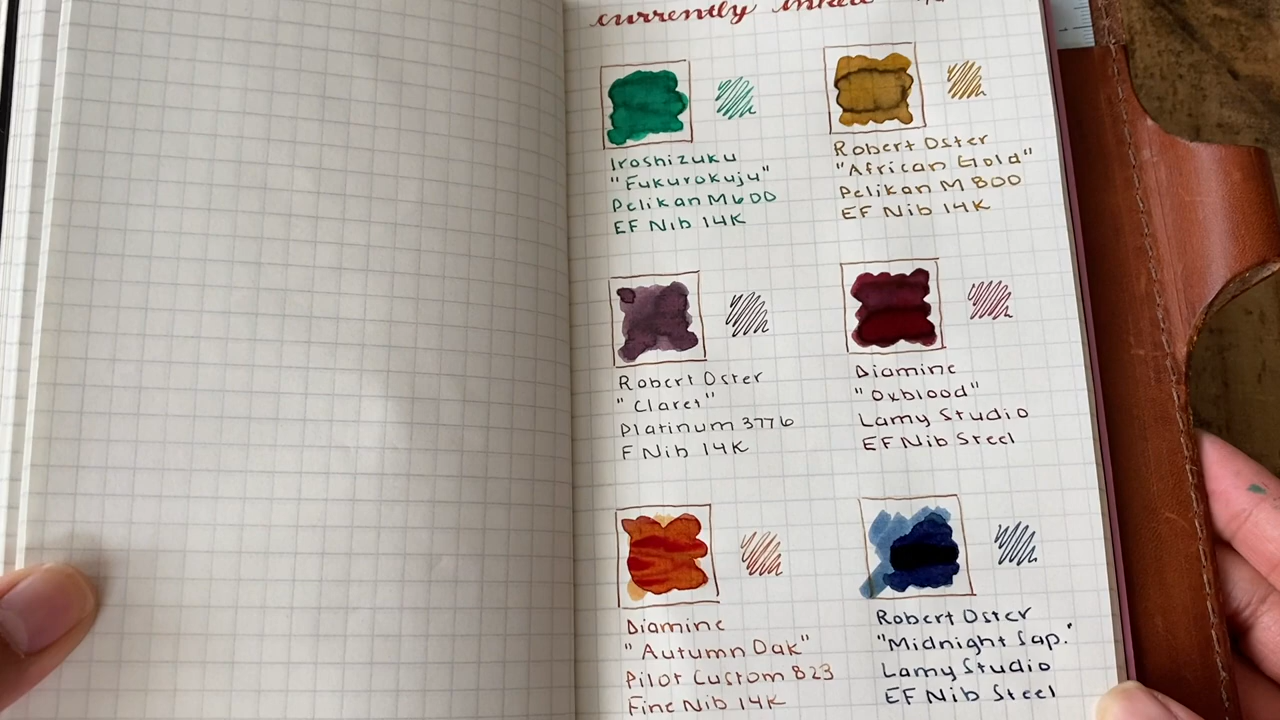 currently inked
Iroshizuku
"Fukurokuju"
Pelikan M600
EF Nib 14K
Robert Oster
"African Gold"
Pelikan M800
EF Nib 14K
Robert Oster
"Claret"
Platinum 3776
F Nib 14K
Diamine
"Oxblood"
Lamy Studio
EF Nib Steel
Diamine
"Autumn Oak"
Pilot Custom 823
Fine Nib 14K
Robert Oster
"Midnight Sap."
Lamy Studio
EF Nib Steel